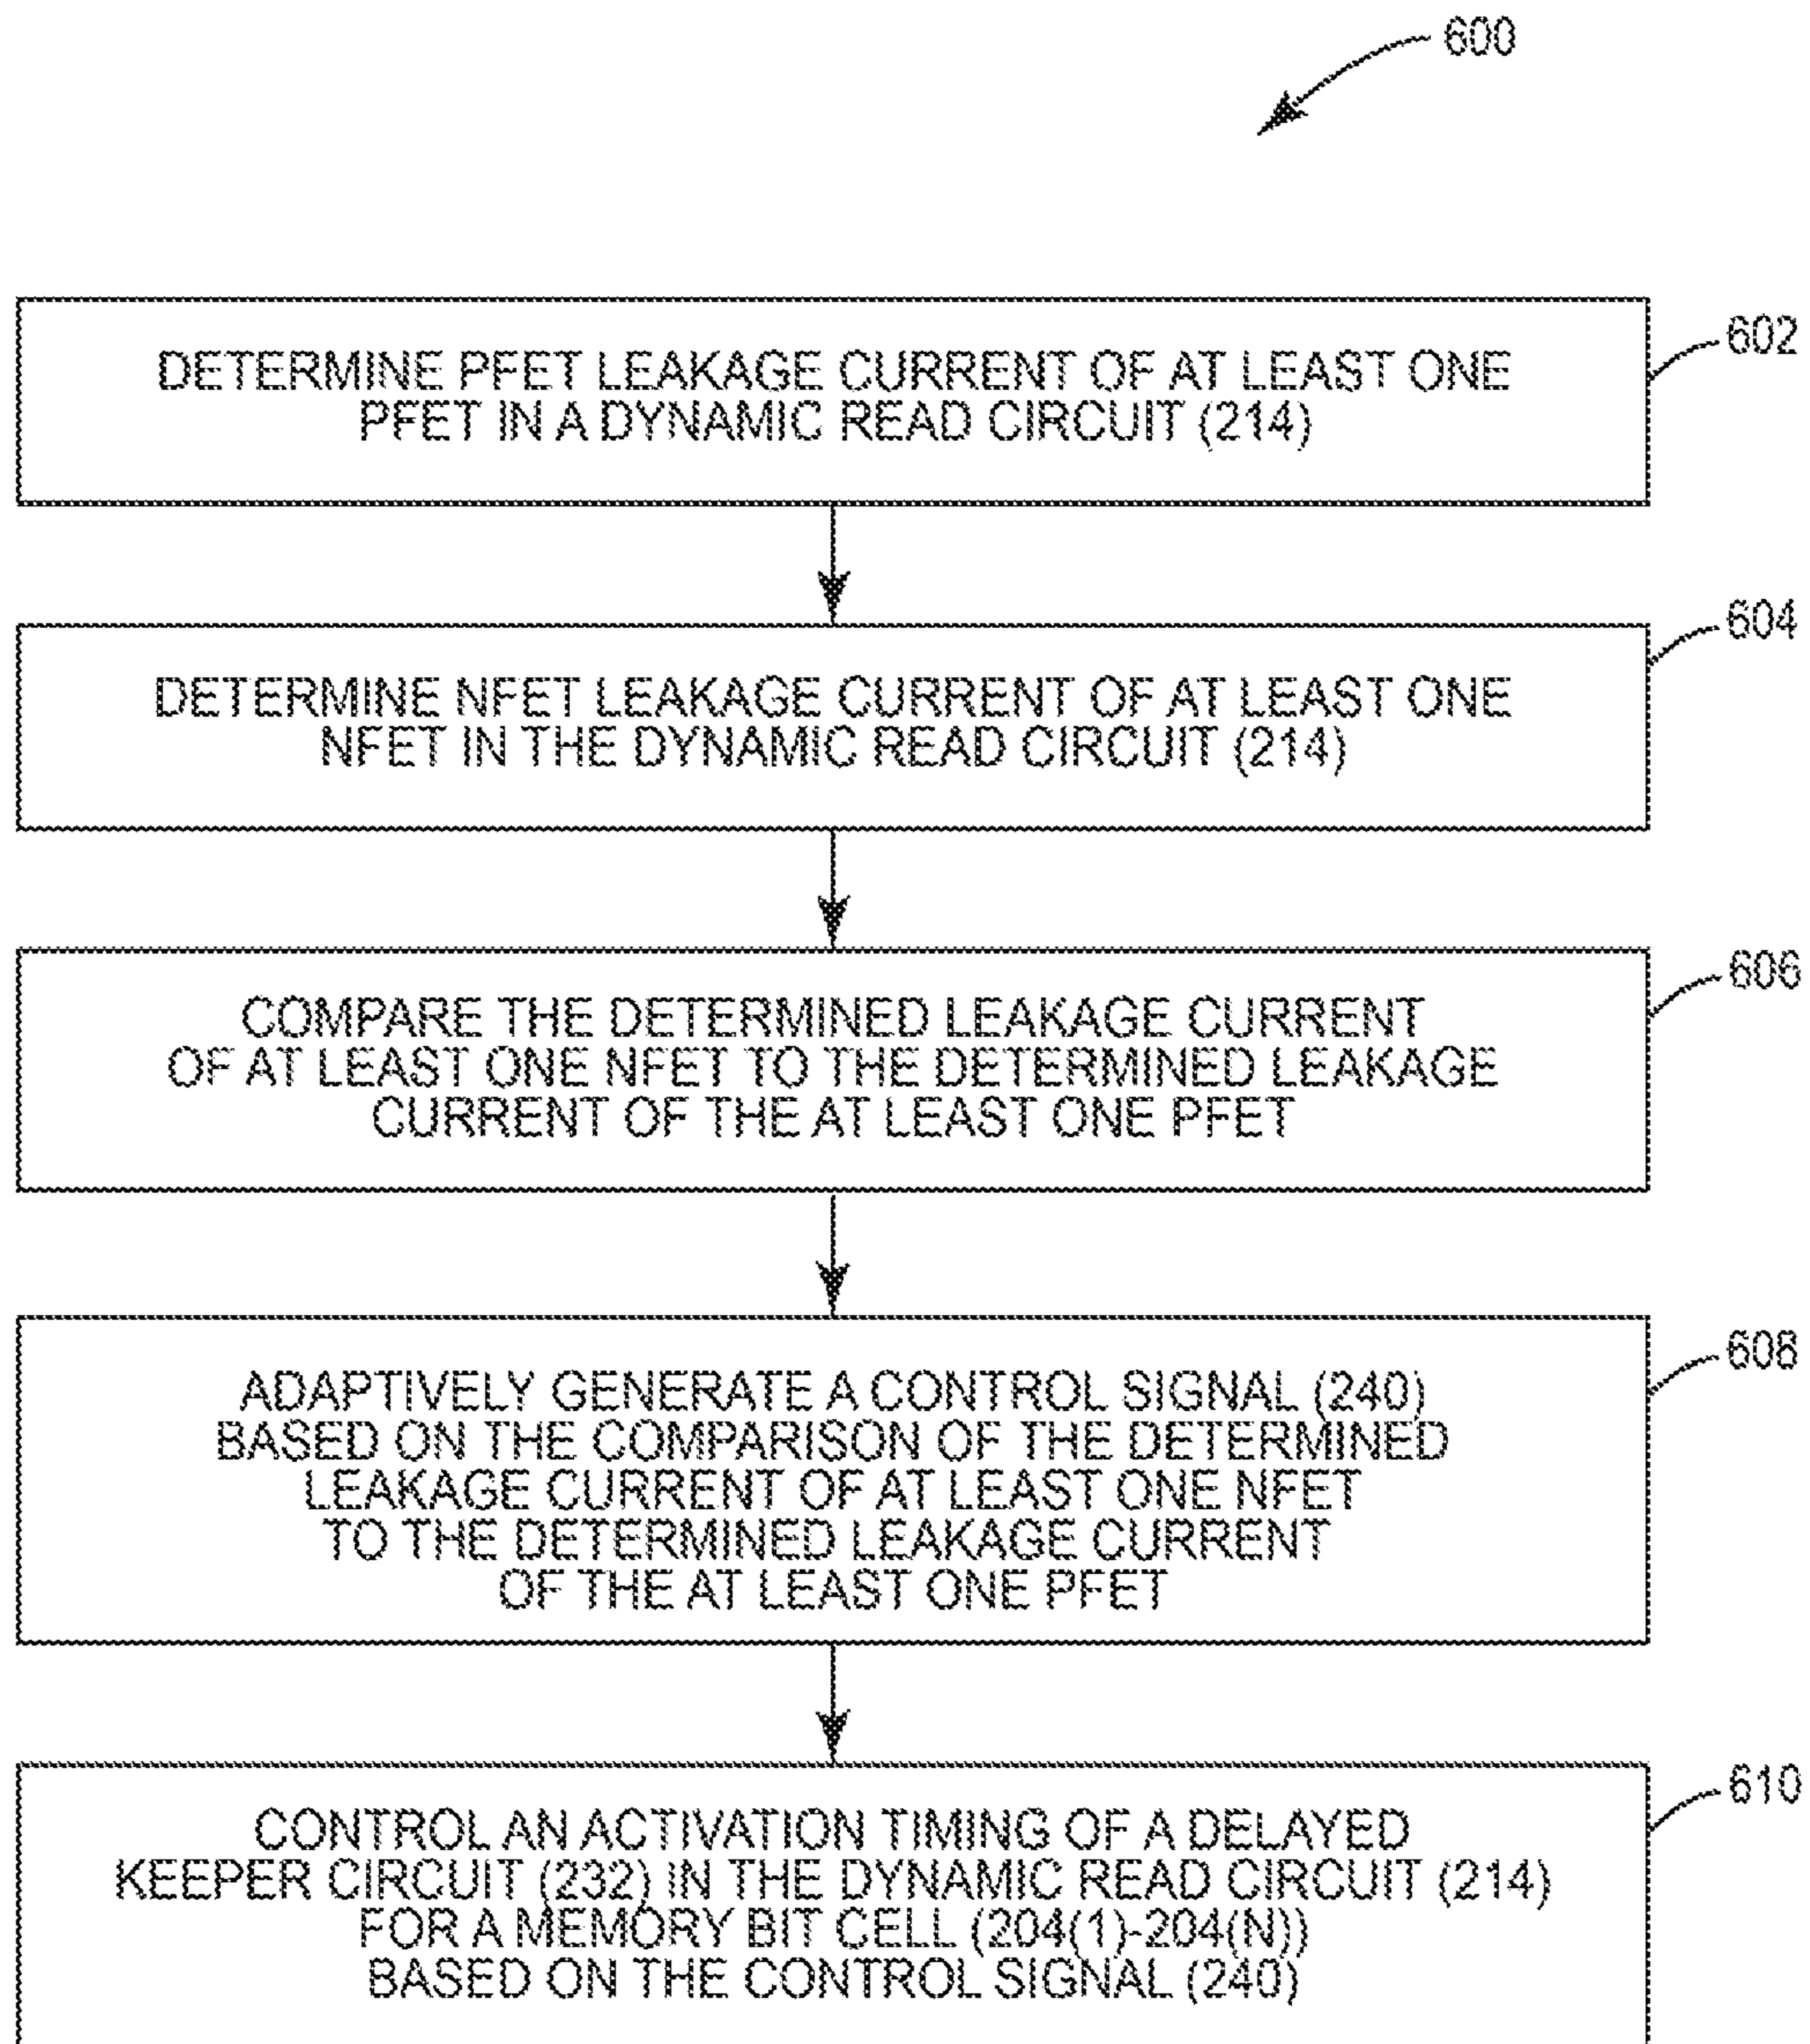 600
DETERMINE PFET LEAKAGE CURRENT OF AT LEAST ONE
PFET IN A DYNAMIC READ CIRCUIT (214)
602
DETERMINE NFET LEAKAGE CURRENT OF AT LEAST ONE
NFET IN THE DYNAMIC READ CIRCUIT (214)
604
COMPARE THE DETERMINED LEAKAGE CURRENT
OF AT LEAST ONE NFET TO THE DETERMINED LEAKAGE
CURRENT OF THE AT LEAST ONE PFET
606
ADAPTIVELY GENERATE A CONTROL SIGNAL (240)
BASED ON THE COMPARISON OF THE DETERMINED
LEAKAGE CURRENT OF AT LEAST ONE NFET
TO THE DETERMINED LEAKAGE CURRENT
OF THE AT LEAST ONE PFET
608
CONTROL AN ACTIVATION TIMING OF A DELAYED
KEEPER CIRCUIT (232) IN THE DYNAMIC READ CIRCUIT (214)
FOR A MEMORY BIT CELL (204(1)-204(N))
BASED ON THE CONTROL SIGNAL (240)
610